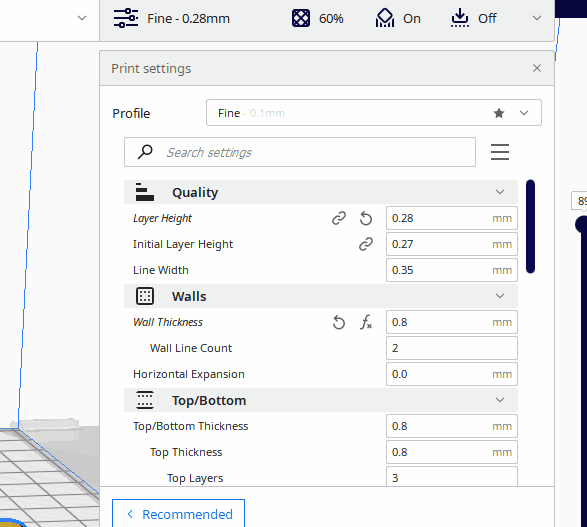 Fine - 0.28mm 60% On Off
Print settings
Profile Fine - 0.1mm
Search settings
Quality
Layer Height 0.28 mm
Initial Layer Height 0.27 mm
Line Width 0.35 mm
Walls
Wall Thickness 0.8 mm
Wall Line Count 2
Horizontal Expansion 0.0 mm
Top/Bottom
Top/Bottom Thickness 0.8 mm
Top Thickness 0.8 mm
Top Layers 3
Recommended